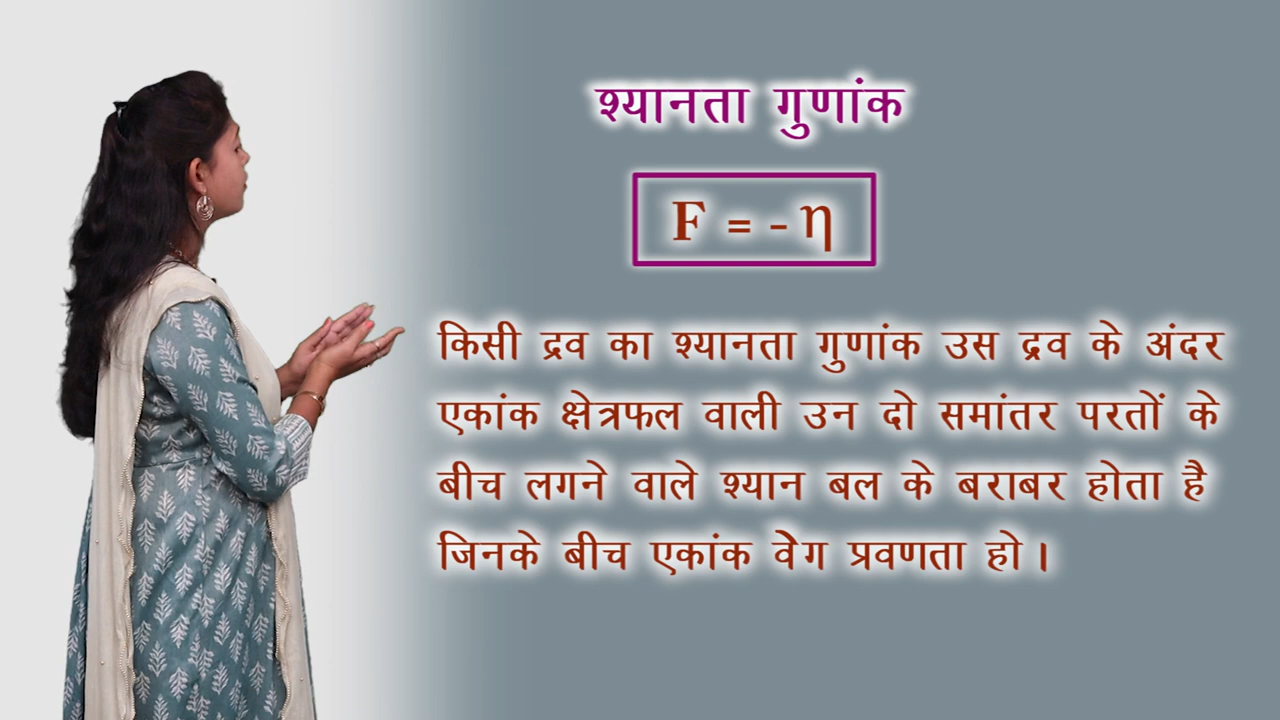 श्यानता गुणांक
F = - η
किसी द्रव का श्यानता गुणांक उस द्रव के अंदर
एकांक क्षेत्रफल वाली उन दो समांतर परतों के
बीच लगने वाले श्यान बल के बराबर होता है
जिनके बीच एकांक वेग प्रवणता हो ।